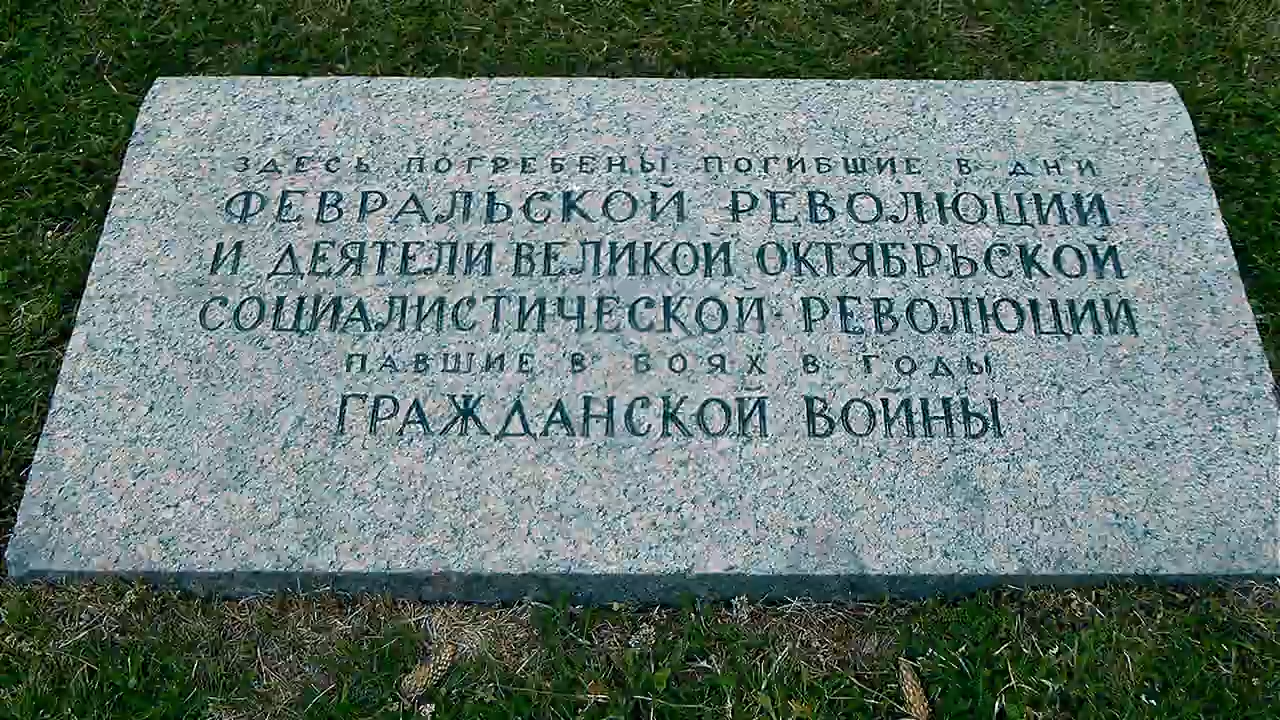 ЗДЕСЬ ПОГРЕБЕНЫ ПОГИБШИЕ В ДНИ
ФЕВРАЛЬСКОЙ РЕВОЛЮЦИИ
И ДЕЯТЕЛИ ВЕЛИКОЙ ОКТЯБРЬСКОЙ
СОЦИАЛИСТИЧЕСКОЙ РЕВОЛЮЦИИ
ПАВШИЕ В БОЯХ В ГОДЫ
ГРАЖДАНСКОЙ ВОЙНЫ